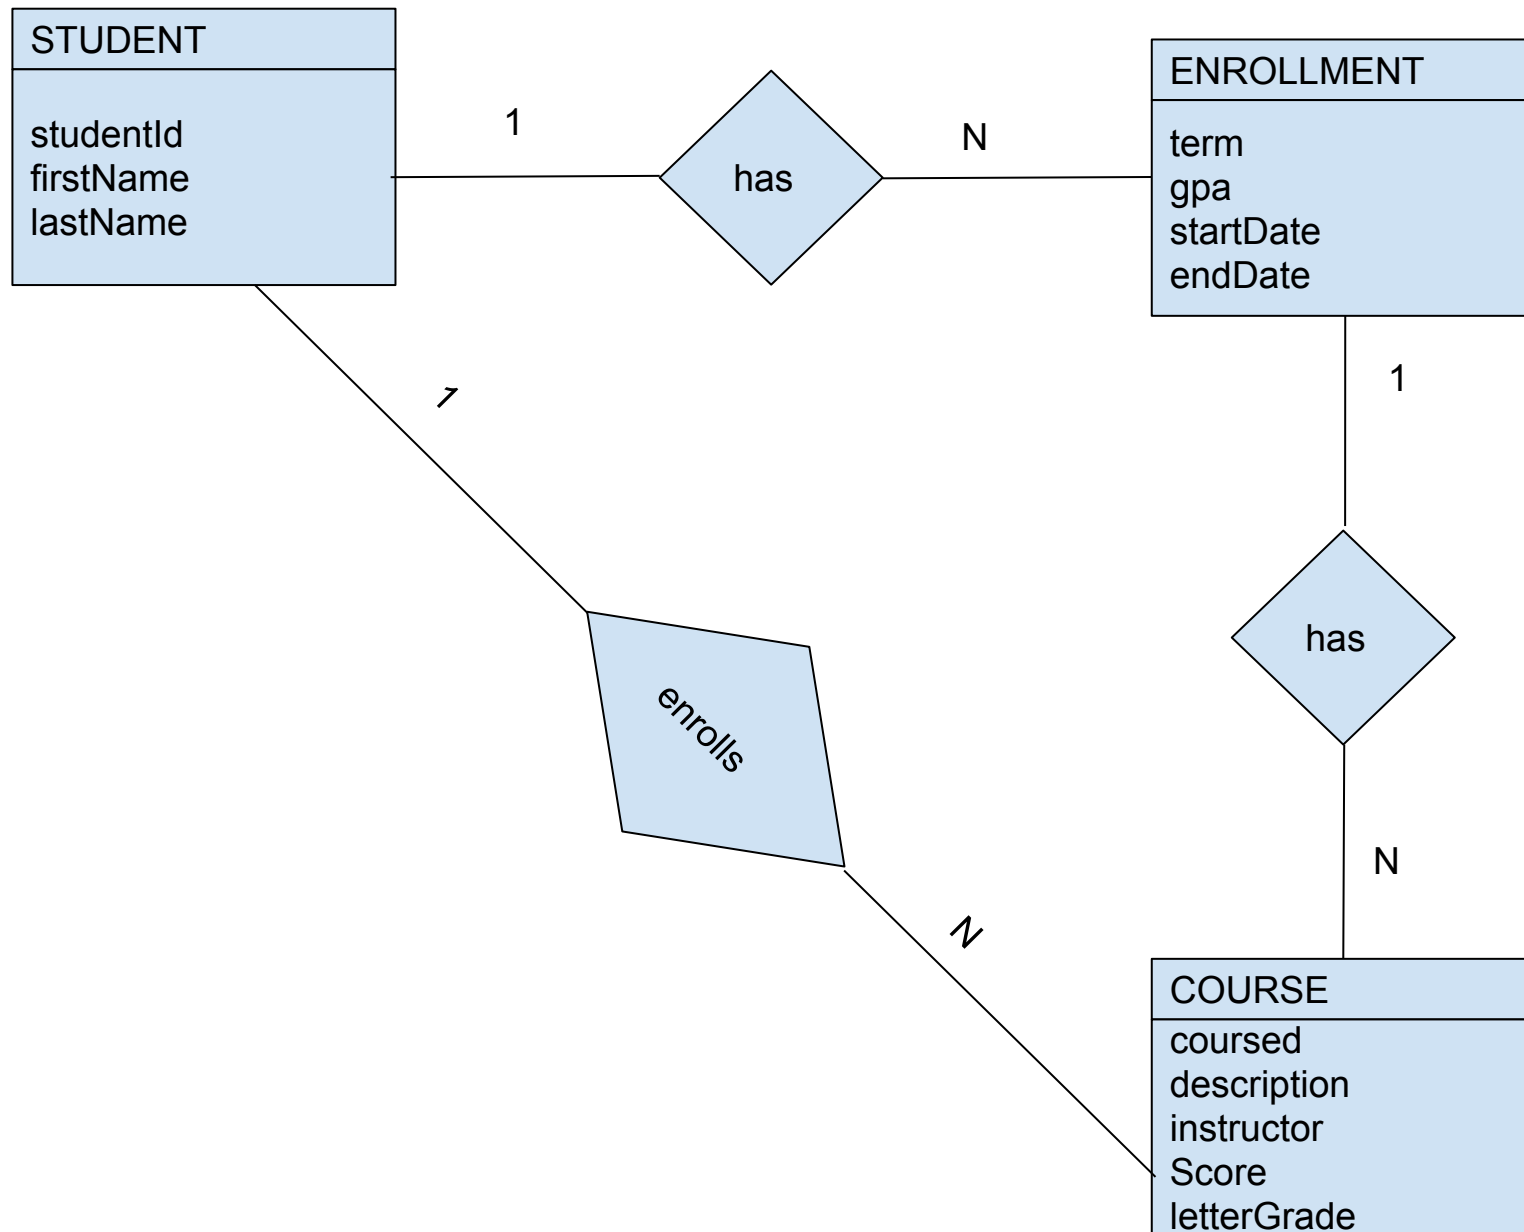 STUDENT
studentId
firstName
lastName
1
has
N
ENROLLMENT
term
gpa
startDate
endDate
1
1
enrolls
N
has
N
COURSE
coursed
description
instructor
Score
letterGrade